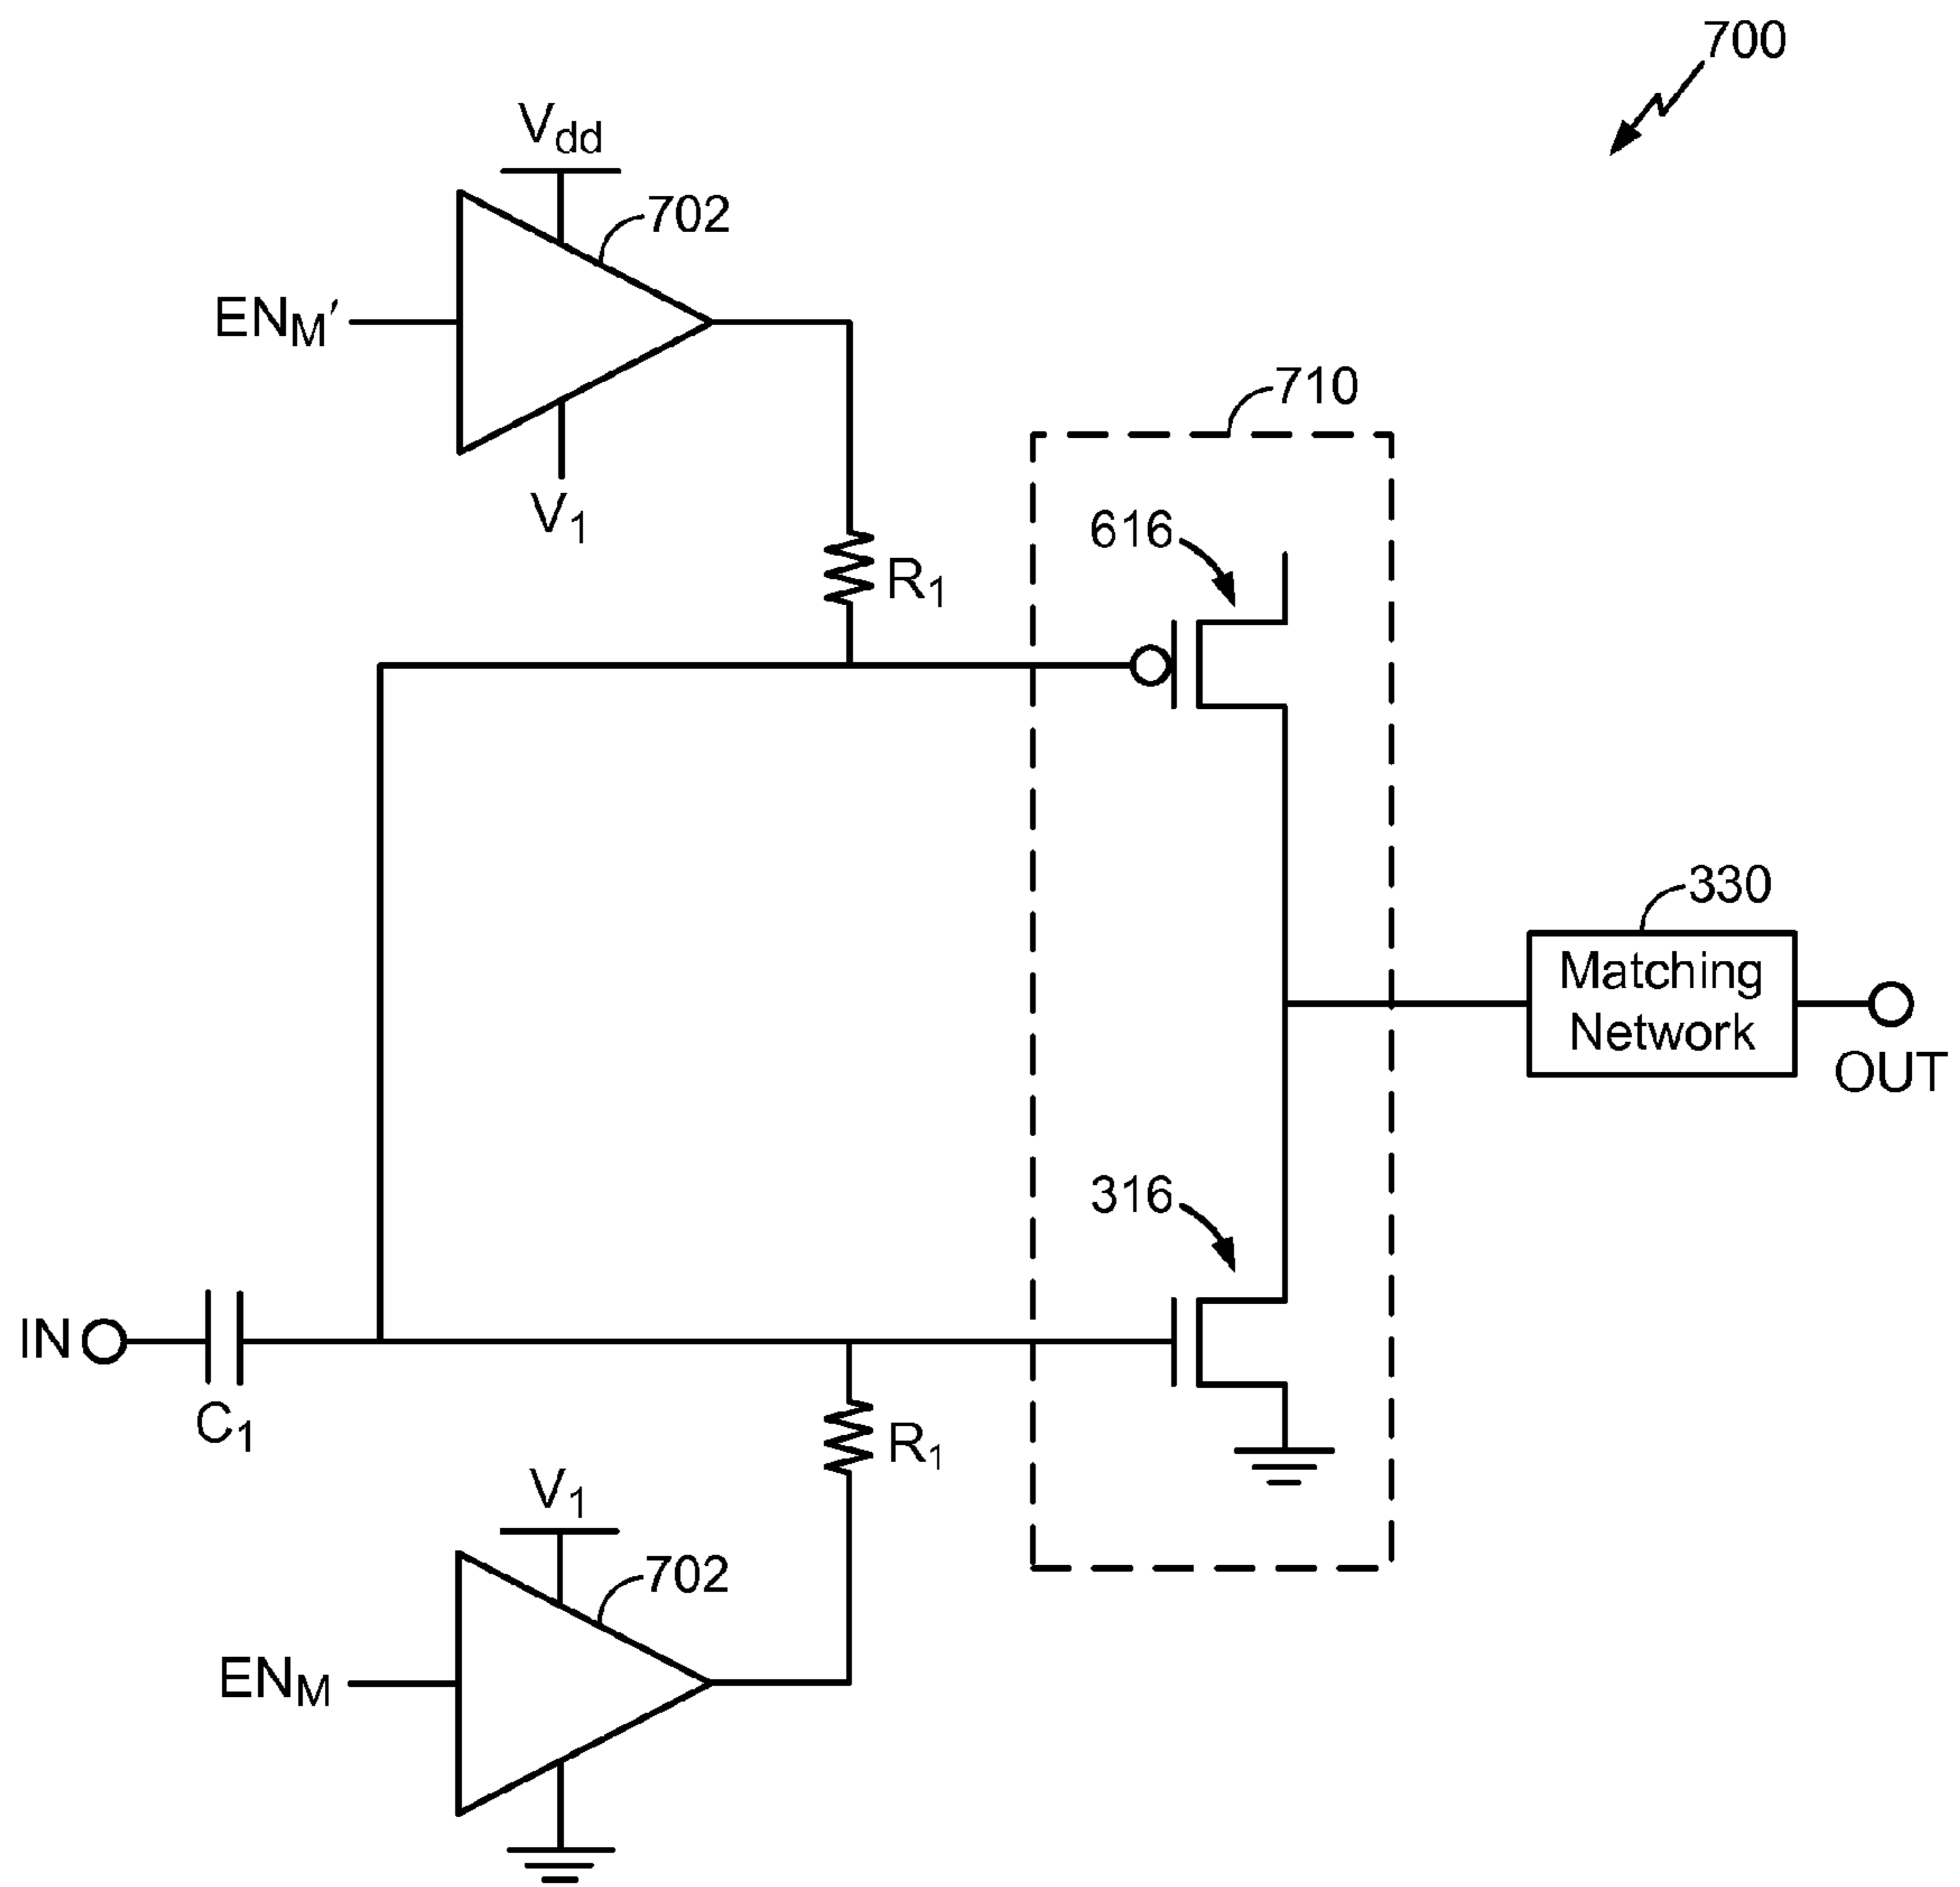 700
Vdd
702
ENM′
V1
R1
710
616
330
Matching
Network
OUT
316
IN
C1
R1
V1
702
ENM